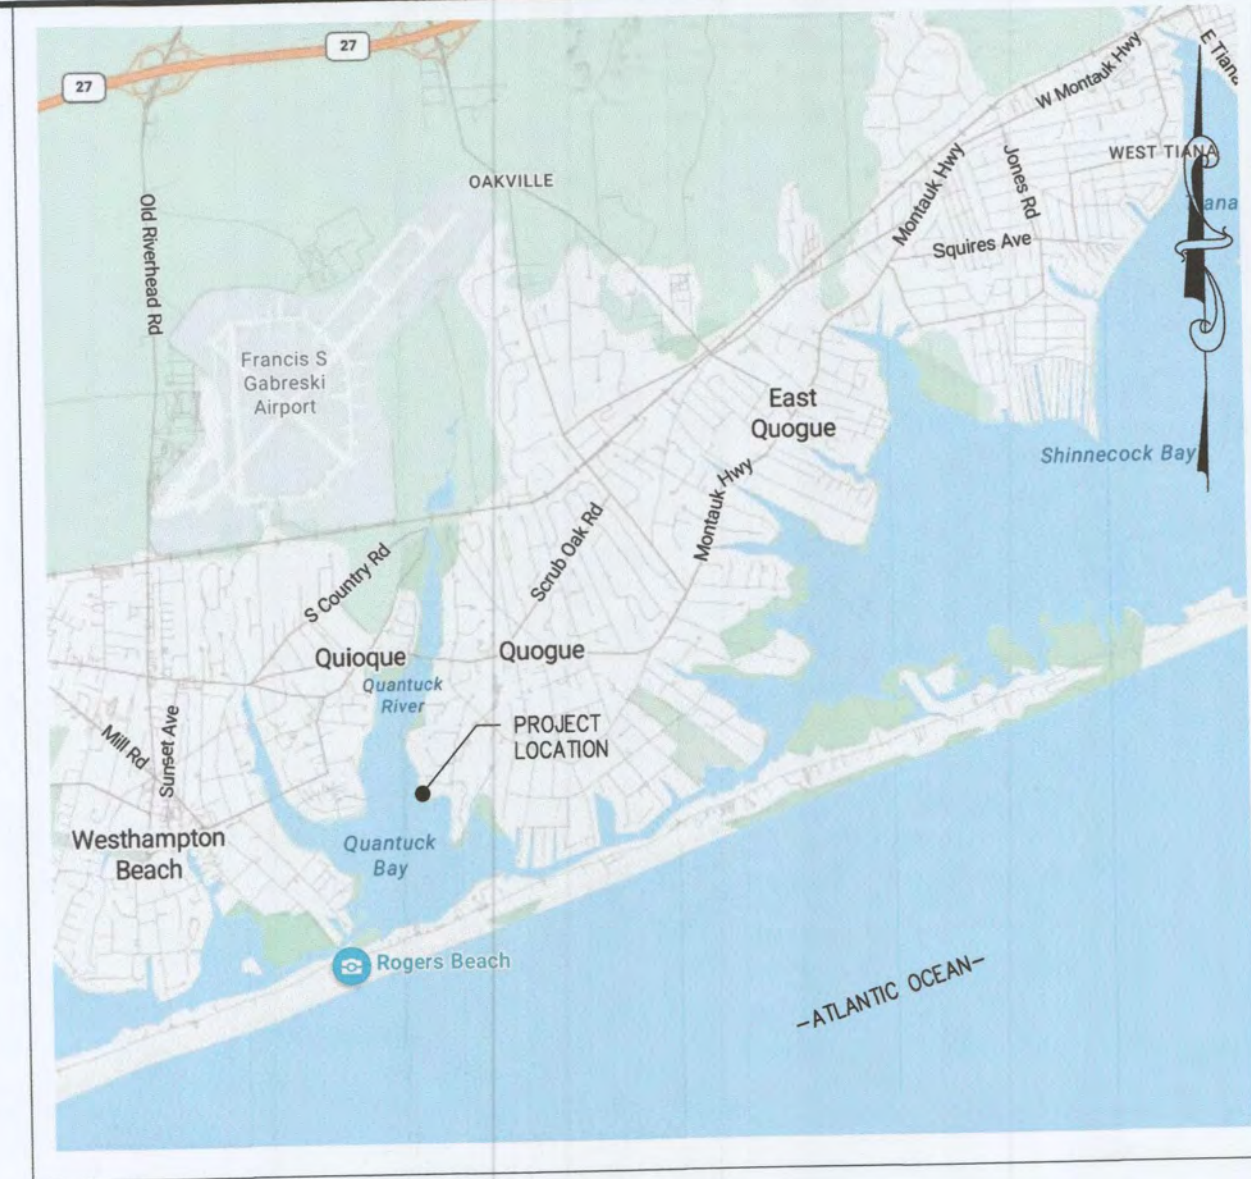 27
27
E Tiana
W Montauk Hwy
WEST TIANA
Jones Rd
Montauk Hwy
OAKVILLE
Old Riverhead Rd
Squires Ave
Francis S
Gabreski
Airport
East
Quogue
Shinnecock Bay
Montauk Hwy
Scrub Oak Rd
S Country Rd
Quioque
Quogue
Quantuck
River
PROJECT
LOCATION
Mill Rd
Sunset Ave
Westhampton
Beach
Quantuck
Bay
Rogers Beach
-ATLANTIC OCEAN-